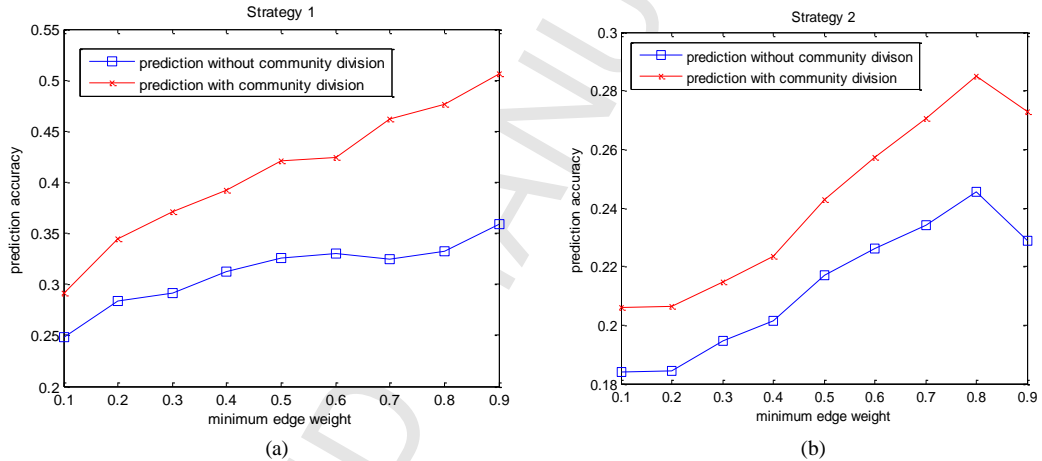 Strategy 1
0.55
prediction without community divison
prediction with community division
0.5
0.45
0.4
0.35
0.3
0.25
0.2
prediction accuracy
0.1 0.2 0.3 0.4 0.5 0.6 0.7 0.8 0.9
minimum edge weight
(a)
Strategy 2
0.3
prediction without community divison
prediction with community division
0.28
0.26
0.24
0.22
0.2
0.18
prediction accuracy
0.1 0.2 0.3 0.4 0.5 0.6 0.7 0.8 0.9
minimum edge weight
(b)